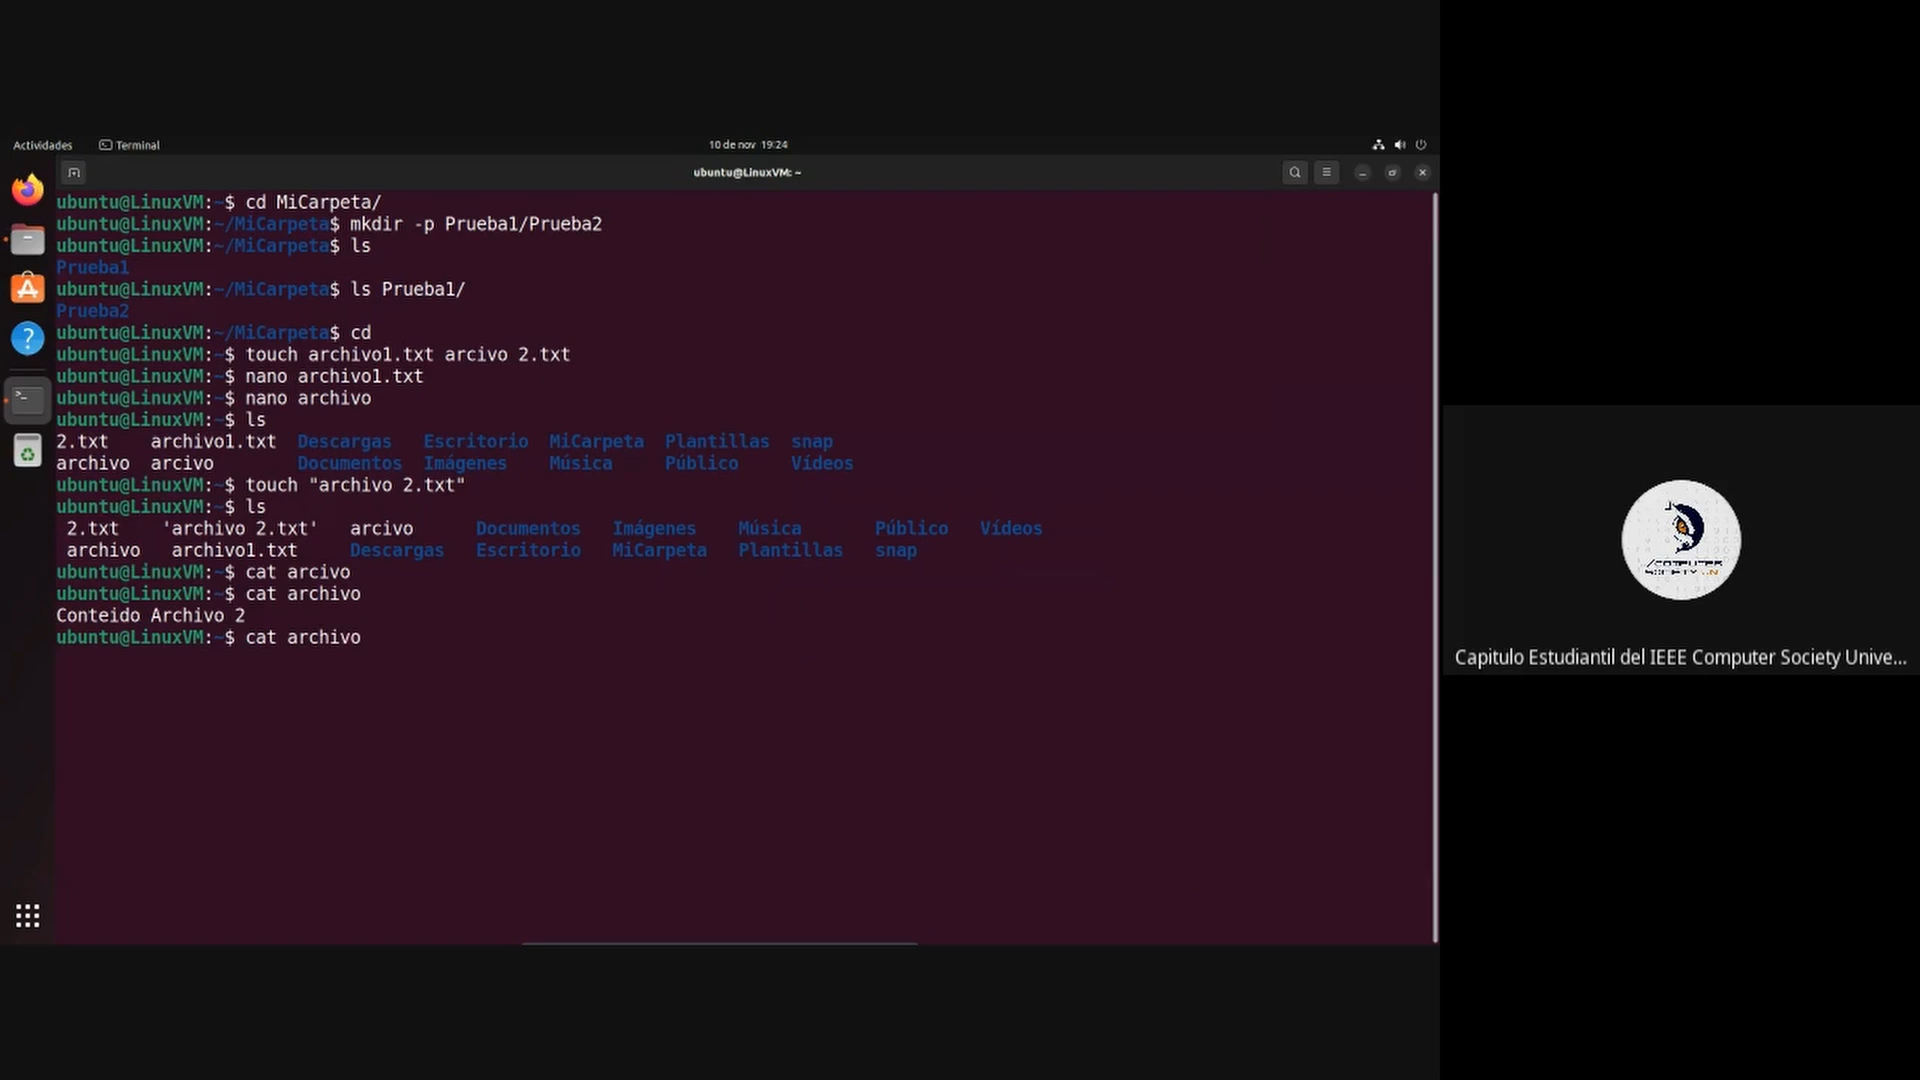 Actividades Terminal 10 de nov 19:24
ubuntu@LinuxVM: ~
ubuntu@LinuxVM:~$ cd MiCarpeta/
ubuntu@LinuxVM:~/MiCarpeta$ mkdir -p Prueba1/Prueba2
ubuntu@LinuxVM:~/MiCarpeta$ ls
Prueba1
ubuntu@LinuxVM:~/MiCarpeta$ ls Prueba1/
Prueba2
ubuntu@LinuxVM:~/MiCarpeta$ cd
ubuntu@LinuxVM:~$ touch archivo1.txt arcivo 2.txt
ubuntu@LinuxVM:~$ nano archivo1.txt
ubuntu@LinuxVM:~$ nano archivo
ubuntu@LinuxVM:~$ ls
2.txt archivo1.txt Descargas Escritorio MiCarpeta Plantillas snap
archivo arcivo Documentos Imágenes Música Público Vídeos
ubuntu@LinuxVM:~$ touch "archivo 2.txt"
ubuntu@LinuxVM:~$ ls
2.txt 'archivo 2.txt' arcivo Documentos Imágenes Música Público Vídeos
archivo archivo1.txt Descargas Escritorio MiCarpeta Plantillas snap
ubuntu@LinuxVM:~$ cat arcivo
ubuntu@LinuxVM:~$ cat archivo
Conteido Archivo 2
ubuntu@LinuxVM:~$ cat archivo
COMPUTER
SOCIETY
Capitulo Estudiantil del IEEE Computer Society Unive...